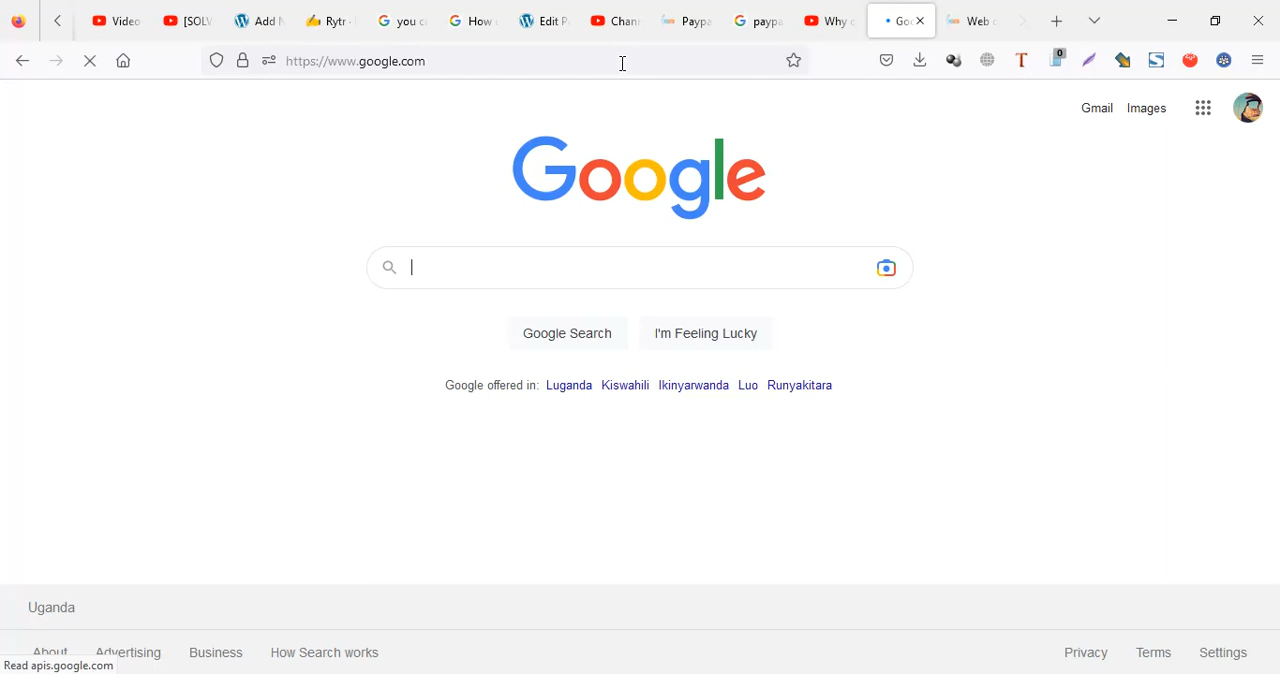 Video
[SOLV
Add N
Rytr -
you c
How
Edit P
Chan
Paypa
paypa
Why c
Goo
Web
https://www.google.com
T
0
S
Gmail Images
Google
Google Search
I'm Feeling Lucky
Google offered in: Luganda Kiswahili Ikinyarwanda Luo Runyakitara
Uganda
About Advertising Business How Search works
Privacy Terms Settings
Read apis.google.com